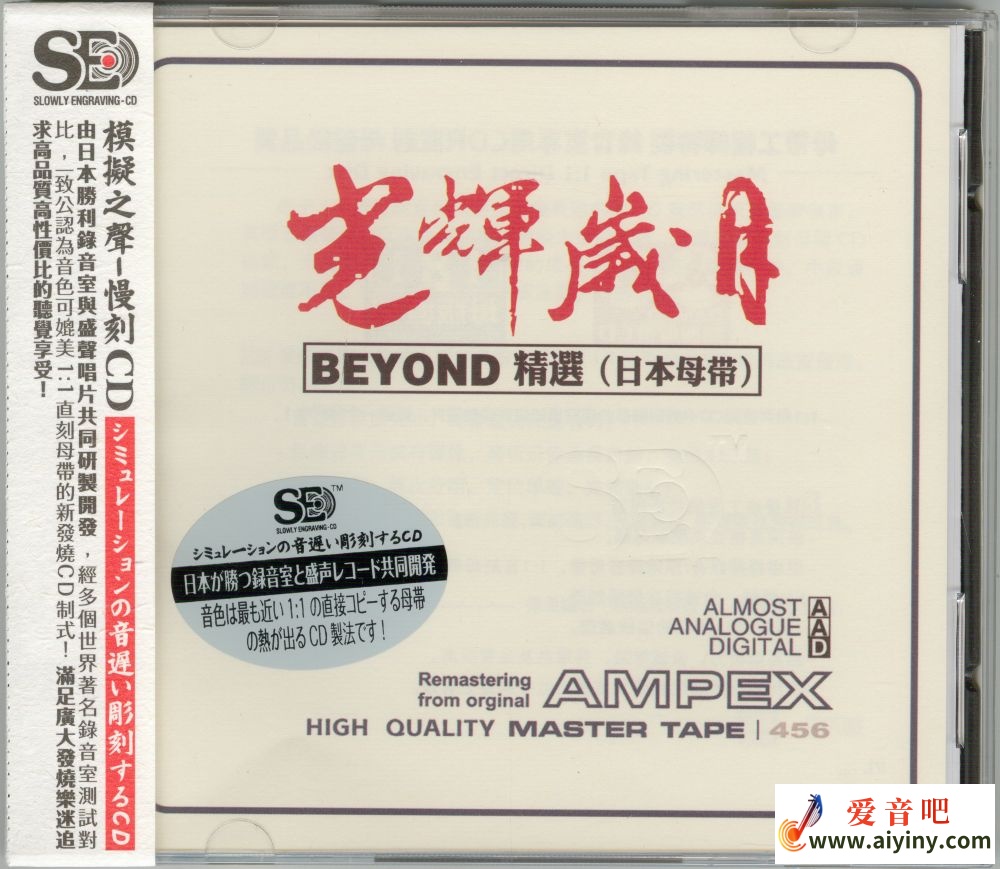 SE
SLOWLY ENGRAVING-CD
模擬之聲-慢刻CD
シミュレーションの音遅い彫刻するCD
由日本勝利錄音室與盛聲唱片共同研製開發，經多個世界著名錄音室測試對
比，一致公認為音色可媲美1:1直刻母帶的新發燒CD制式！滿足廣大發燒樂迷追
求高品質高性價比的聽覺享受！
光輝歲月
BEYOND 精選（日本母带）
SE™
SLOWLY ENGRAVING-CD
シミュレーションの音遅い彫刻するCD
日本が勝つ録音室と盛声レコード共同開発
音色は最も近い1:1の直接コピーする母带
の熱が出るCD製法です！
ALMOST A
ANALOGUE A
DIGITAL D
Remastering
from orginal AMPEX
HIGH QUALITY MASTER TAPE | 456
爱音吧
www.aiyiny.com